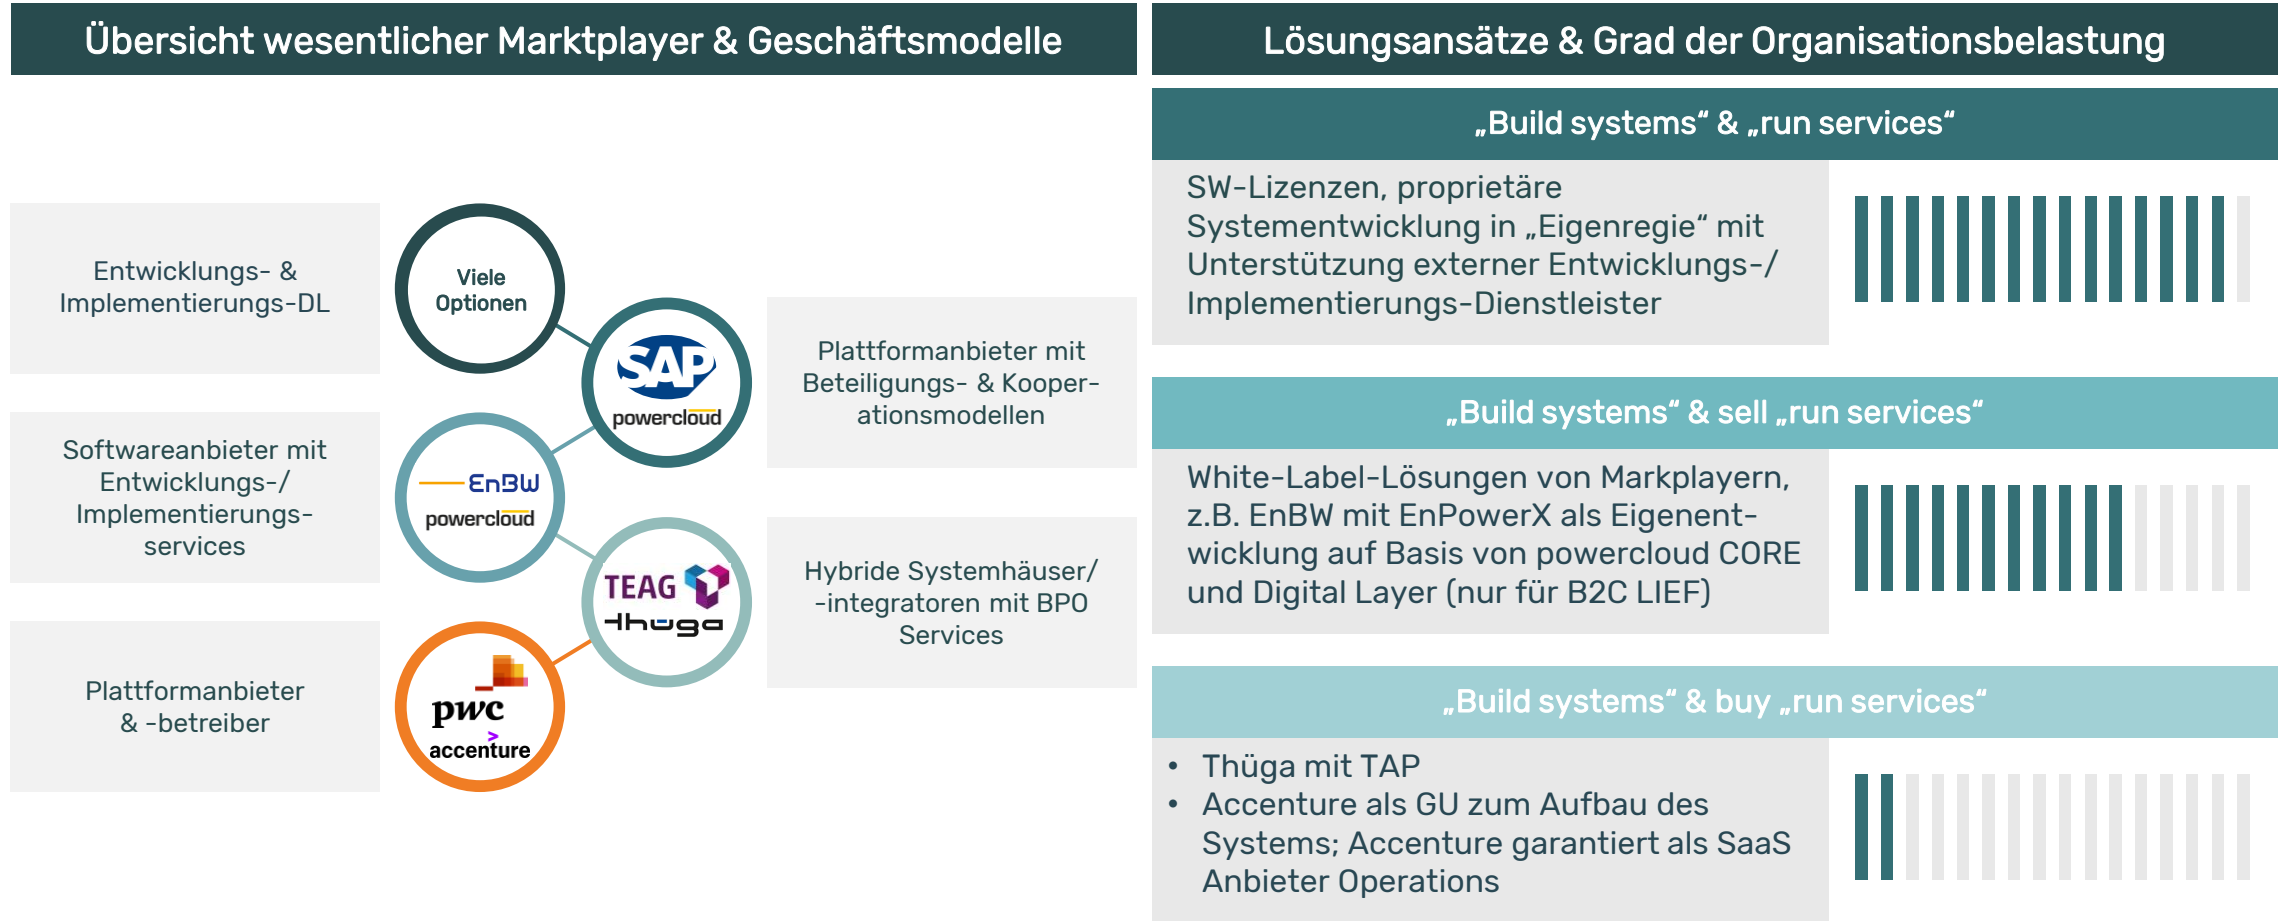 Übersicht wesentlicher Marktplayer & Geschäftsmodelle
Entwicklungs- &
Implementierungs-DL
Viele
Optionen
SAP
powercloud
Plattformanbieter mit
Beteiligungs- & Kooper-
ationsmodellen
Softwareanbieter mit
Entwicklungs-/
Implementierungs-
services
EnBW
powercloud
TEAG
thüga
Hybride Systemhäuser/
-integratoren mit BPO
Services
Plattformanbieter
& -betreiber
pwc
>
accenture
Lösungsansätze & Grad der Organisationsbelastung
„Build systems“ & „run services“
SW-Lizenzen, proprietäre
Systementwicklung in „Eigenregie“ mit
Unterstützung externer Entwicklungs-/
Implementierungs-Dienstleister
„Build systems“ & sell „run services“
White-Label-Lösungen von Markplayern,
z.B. EnBW mit EnPowerX als Eigenent-
wicklung auf Basis von powercloud CORE
und Digital Layer (nur für B2C LIEF)
„Build systems“ & buy „run services“
• Thüga mit TAP
• Accenture als GU zum Aufbau des
Systems; Accenture garantiert als SaaS
Anbieter Operations